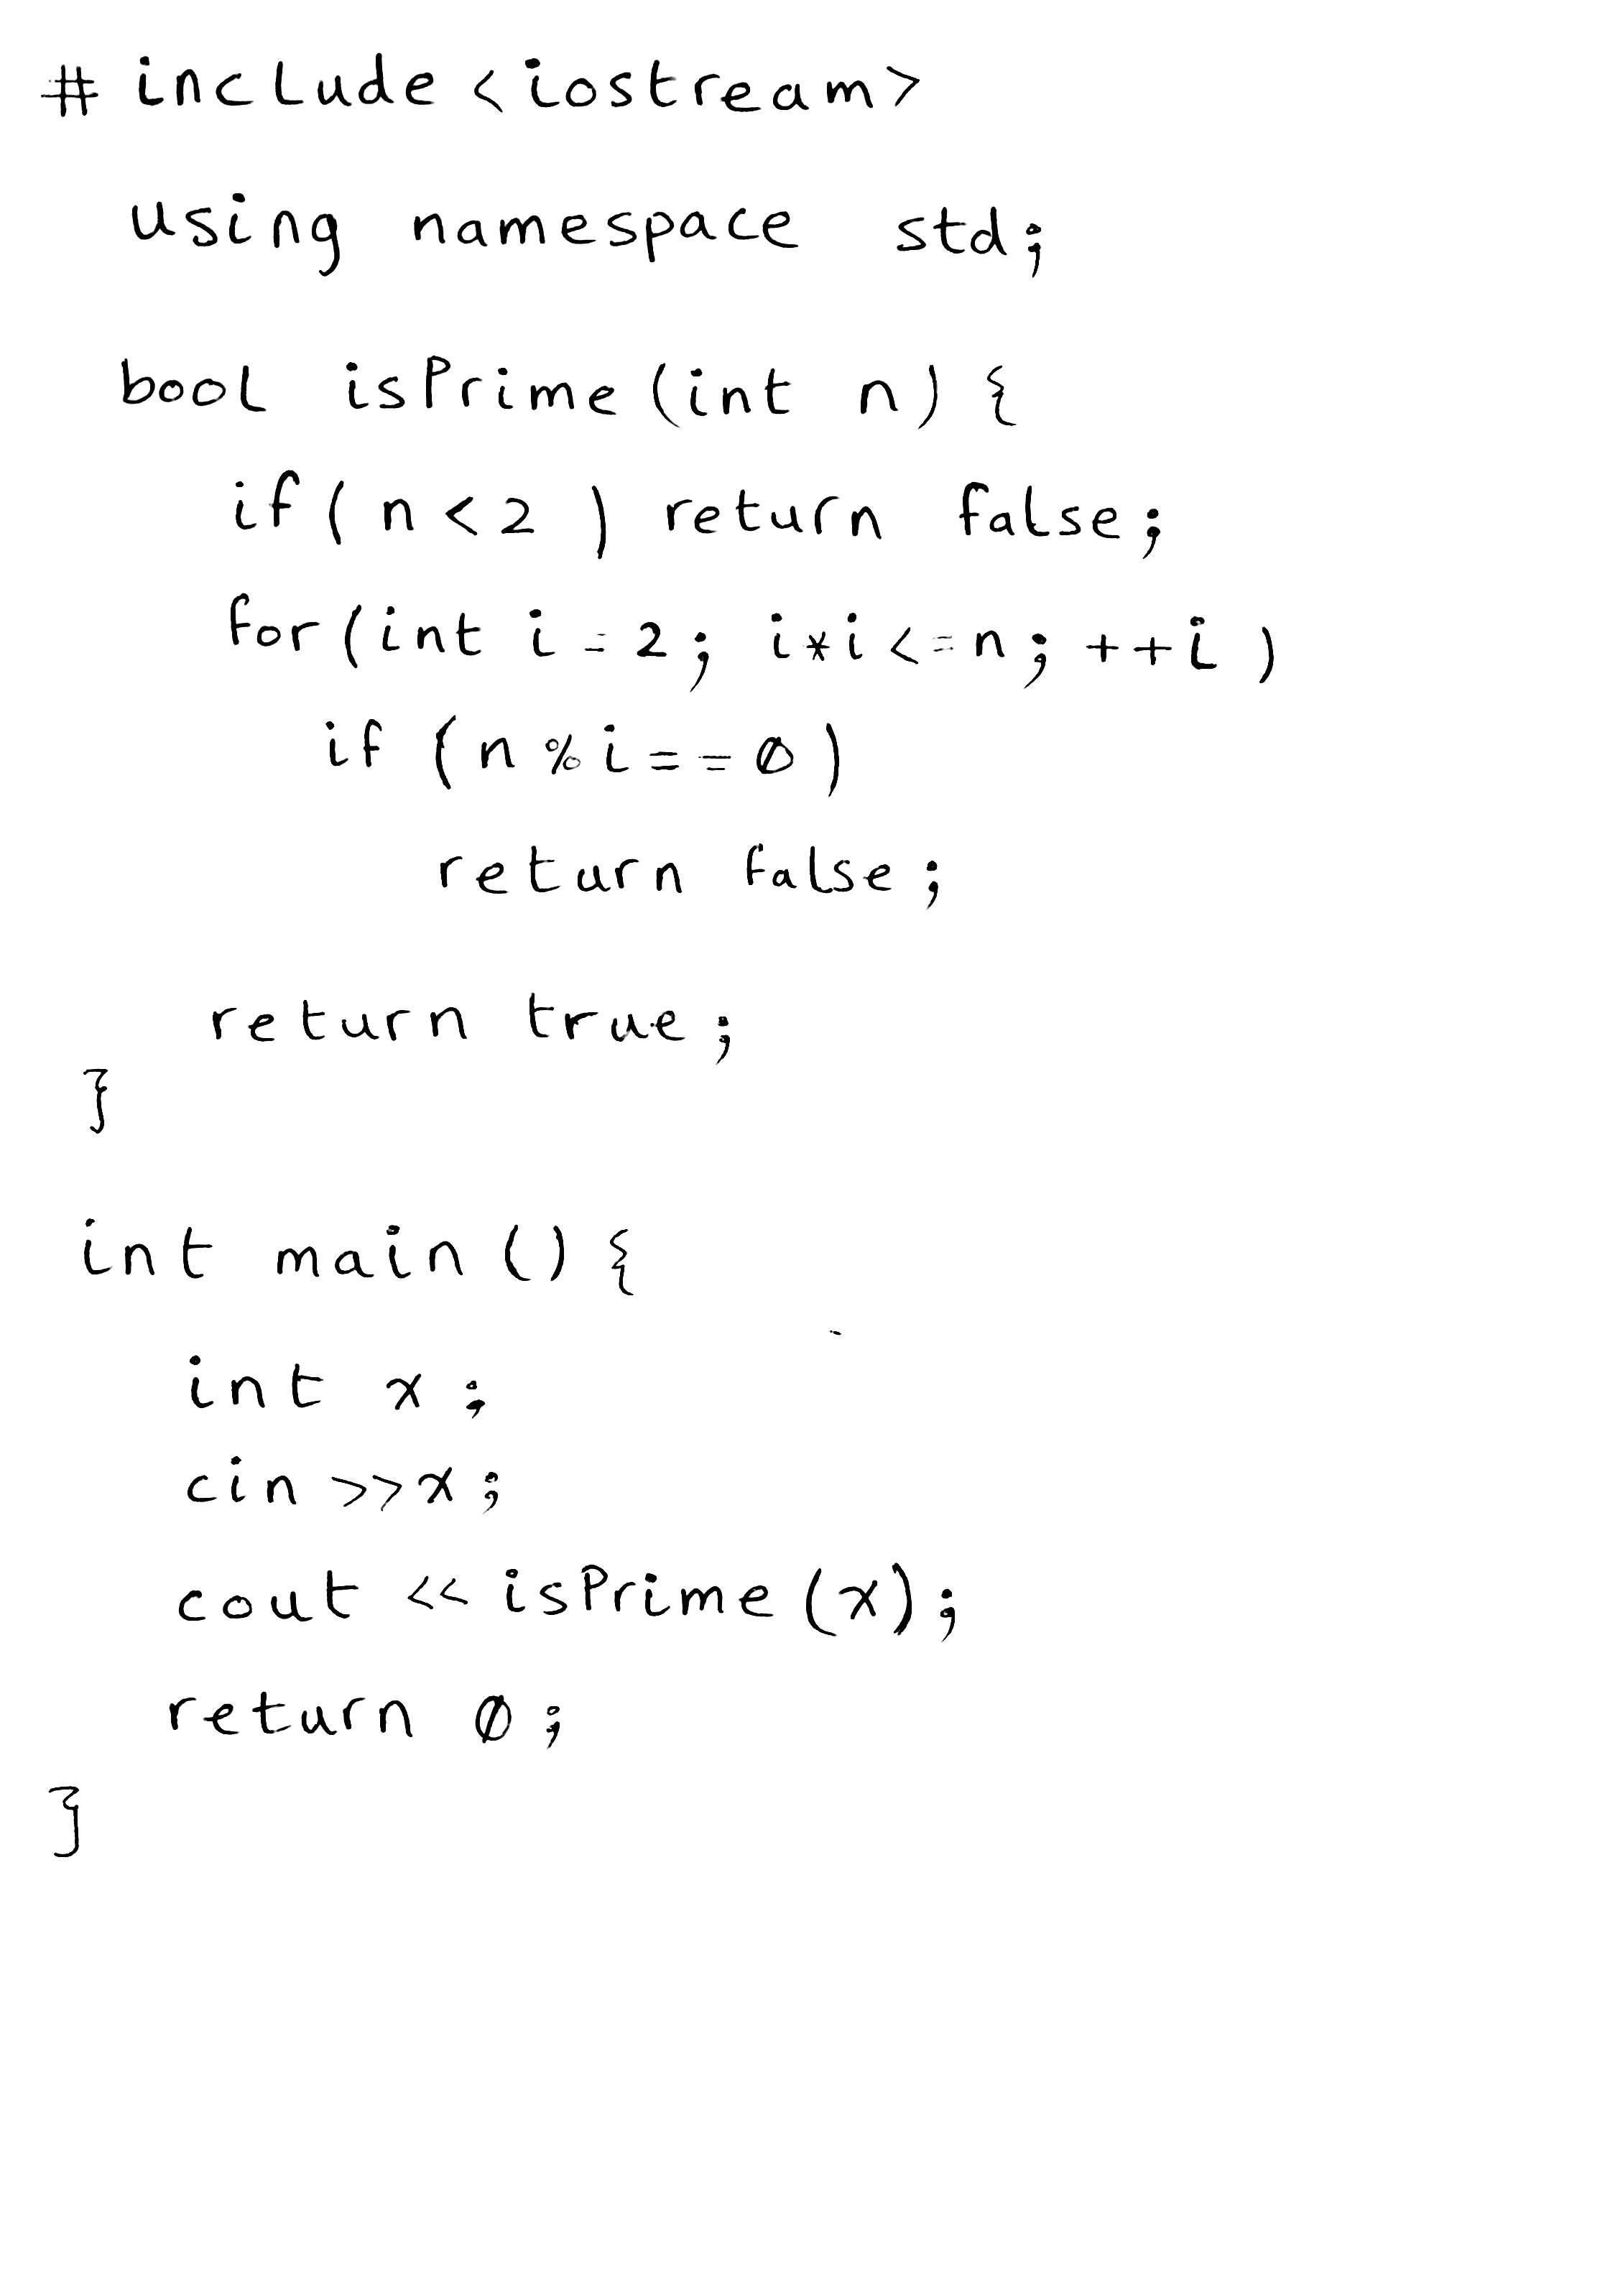 # include <iostream>
using namespace std;
bool isPrime(int n) {
if( n<2 ) return false;
for(int i=2; i*i<=n; ++i )
if (n%i==0)
return false;
return true;
}
int main () {
int x;
cin >>x;
cout << isPrime(x);
return 0;
}